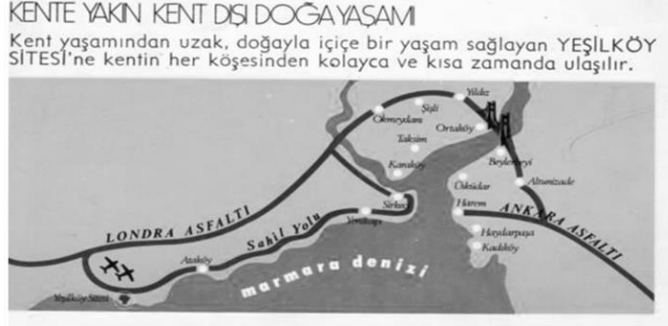 KENTE YAKIN KENT DIŞI DOĞA YAŞAMI
Kent yaşamından uzak, doğayla içiçe bir yaşam sağlayan YEŞİLKÖY
SİTESİ'ne kentin her köşesinden kolayca ve kısa zamanda ulaşılır.
Yıldız
Şişli
Okmeydanı
Ortaköy
Taksim
Beylerbeyi
Karaköy
Üsküdar
Altunizade
Sirkeci
Harem
Yenikapı
ANKARA ASFALTI
LONDRA ASFALTI
Sahil Yolu
Haydarpaşa
Kadıköy
Ataköy
marmara denizi
Yeşilköy Sitesi